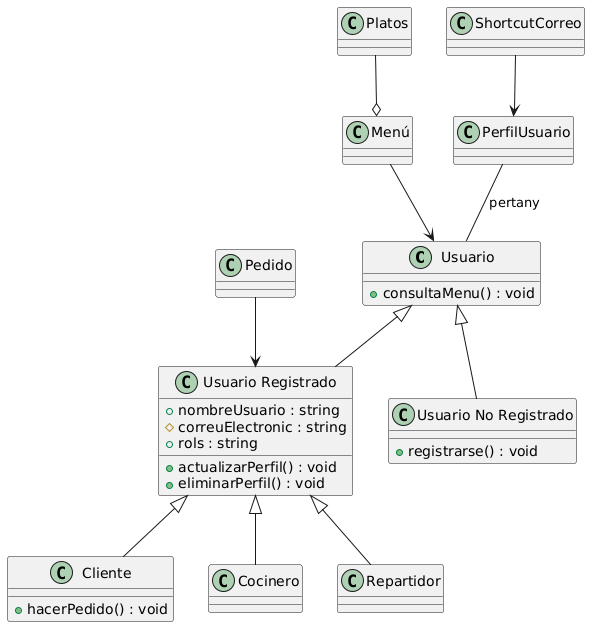 C Platos
C ShortcutCorreo
C Menú
C PerfilUsuario
pertany
C Usuario
consultaMenu() : void
C Pedido
C Usuario Registrado
nombreUsuario : string
correuElectronic : string
rols : string
actualizarPerfil() : void
eliminarPerfil() : void
C Usuario No Registrado
registrarse() : void
C Cliente
hacerPedido() : void
C Cocinero
C Repartidor